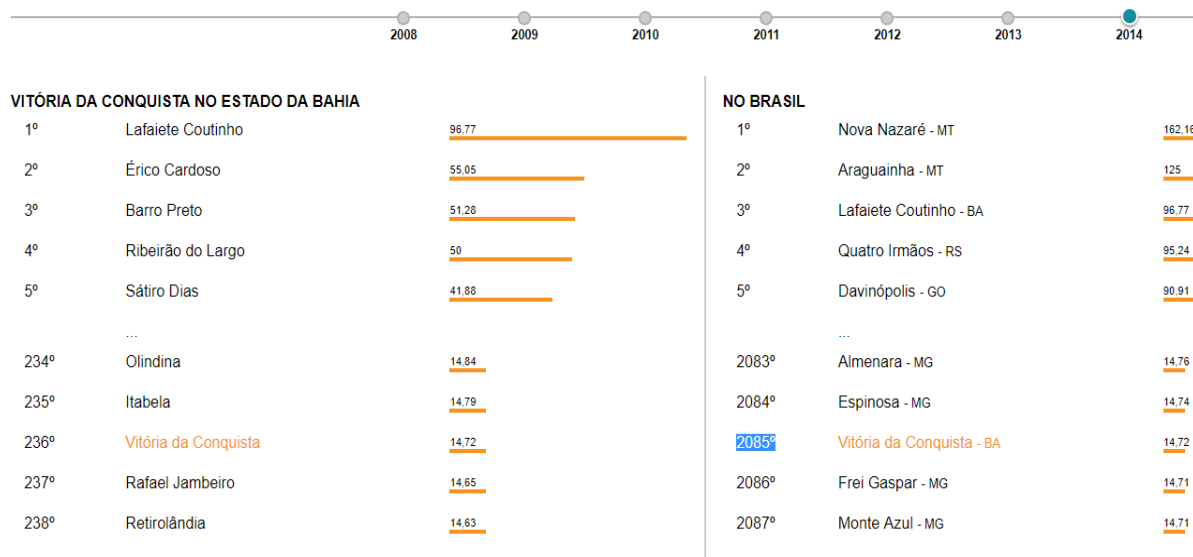 2008 2009 2010 2011 2012 2013 2014
VITÓRIA DA CONQUISTA NO ESTADO DA BAHIA
1º Lafaiete Coutinho 96,77
2º Érico Cardoso 55,05
3º Barro Preto 51,28
4º Ribeirão do Largo 50
5º Sátiro Dias 41,88
...
234º Olindina 14,84
235º Itabela 14,79
236º Vitória da Conquista 14,72
237º Rafael Jambeiro 14,65
238º Retirolândia 14,63
NO BRASIL
1º Nova Nazaré - MT 162,16
2º Araguainha - MT 125
3º Lafaiete Coutinho - BA 96,77
4º Quatro Irmãos - RS 95,24
5º Davinópolis - GO 90,91
...
2083º Almenara - MG 14,76
2084º Espinosa - MG 14,74
2085º Vitória da Conquista - BA 14,72
2086º Frei Gaspar - MG 14,71
2087º Monte Azul - MG 14,71